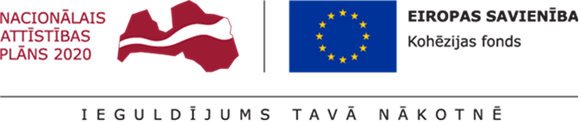 NACIONĀLAIS
ATTĪSTĪBAS
PLĀNS 2020
EIROPAS SAVIENĪBA
Kohēzijas fonds
IEGULDĪJUMS TAVĀ NĀKOTNĒ